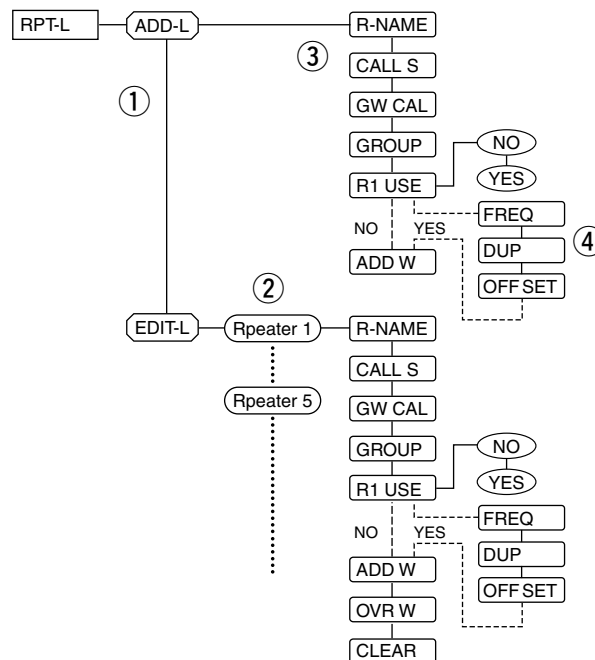 RPT-L ADD-L R-NAME
③
CALL S
①
GW CAL
GROUP NO
R1 USE YES
FREQ
NO YES ④
DUP
ADD W
OFF SET
②
EDIT-L Rpeater 1 R-NAME
CALL S
Rpeater 5 GW CAL
GROUP NO
R1 USE YES
FREQ
NO YES
DUP
ADD W
OFF SET
OVR W
CLEAR